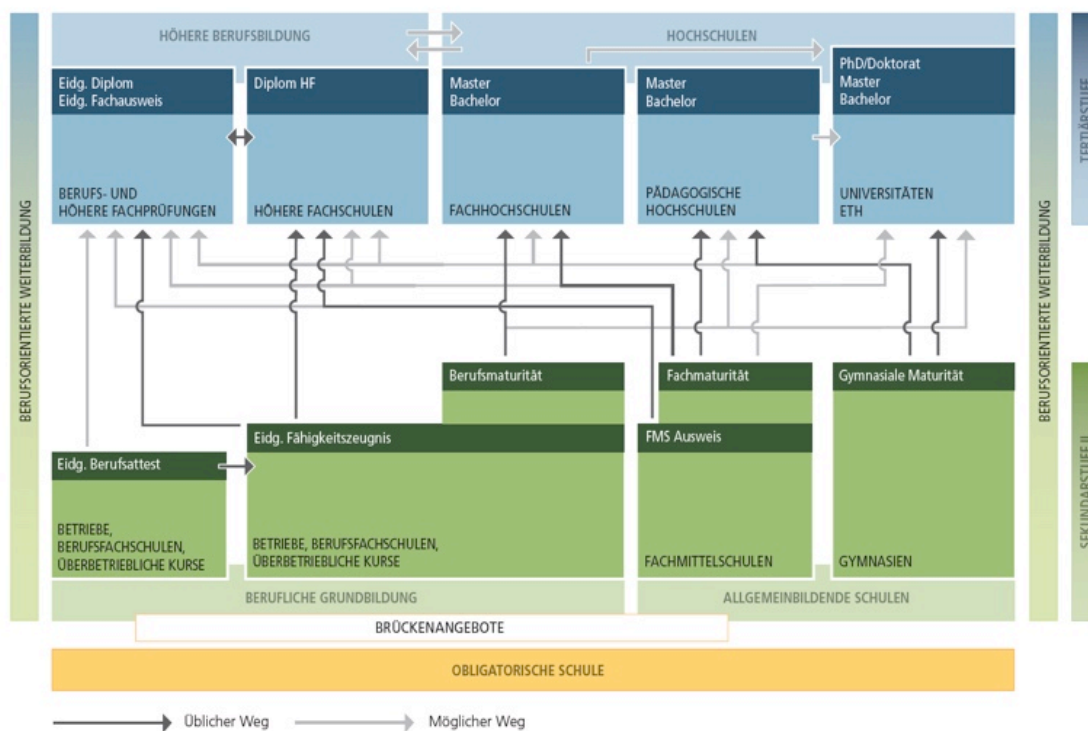 HÖHERE BERUFSBILDUNG
HOCHSCHULEN
Eidg. Diplom
Eidg. Fachausweis
Diplom HF
Master
Bachelor
Master
Bachelor
PhD/Doktorat
Master
Bachelor
BERUFS- UND
HÖHERE FACHPRÜFUNGEN
HÖHERE FACHSCHULEN
FACHHOCHSCHULEN
PÄDAGOGISCHE
HOCHSCHULEN
UNIVERSITÄTEN
ETH
BERUFSORIENTIERTE WEITERBILDUNG
BERUFSORIENTIERTE WEITERBILDUNG
TERTIÄRSTUFE
SEKUNDARSTUFE II
Berufsmaturität
Fachmaturität
Gymnasiale Maturität
Eidg. Fähigkeitszeugnis
FMS Ausweis
Eidg. Berufsattest
BETRIEBE,
BERUFSFACHSCHULEN,
ÜBERBETRIEBLICHE KURSE
BETRIEBE, BERUFSFACHSCHULEN,
ÜBERBETRIEBLICHE KURSE
FACHMITTELSCHULEN
GYMNASIEN
BERUFLICHE GRUNDBILDUNG
ALLGEMEINBILDENDE SCHULEN
BRÜCKENANGEBOTE
OBLIGATORISCHE SCHULE
Üblicher Weg
Möglicher Weg